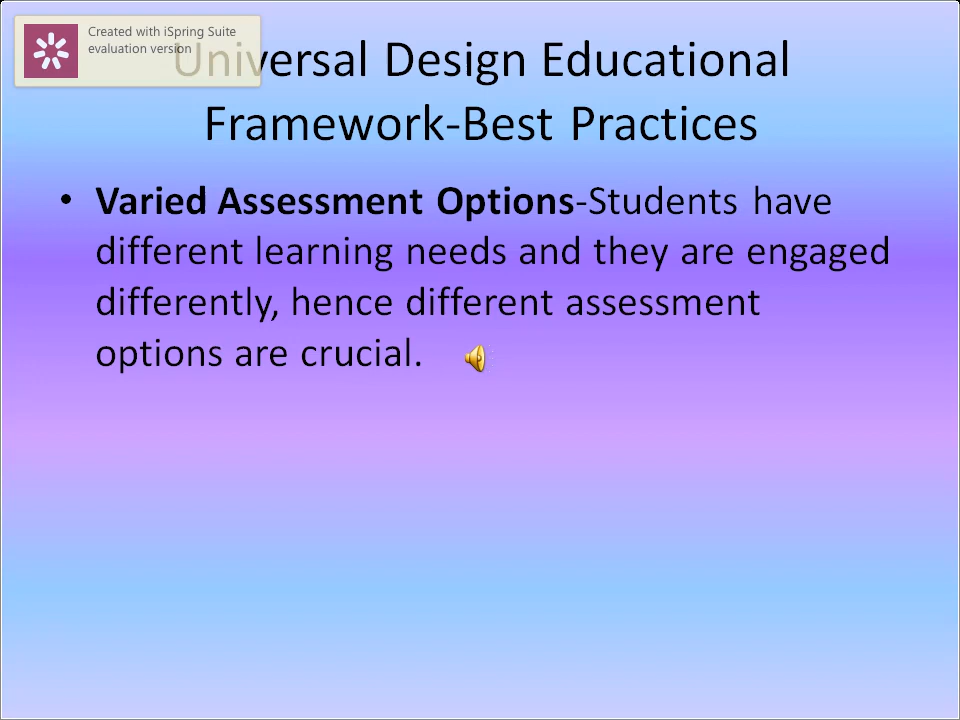 Created with iSpring Suite
evaluation version
Universal Design Educational
Framework-Best Practices
• Varied Assessment Options-Students have
different learning needs and they are engaged
differently, hence different assessment
options are crucial.